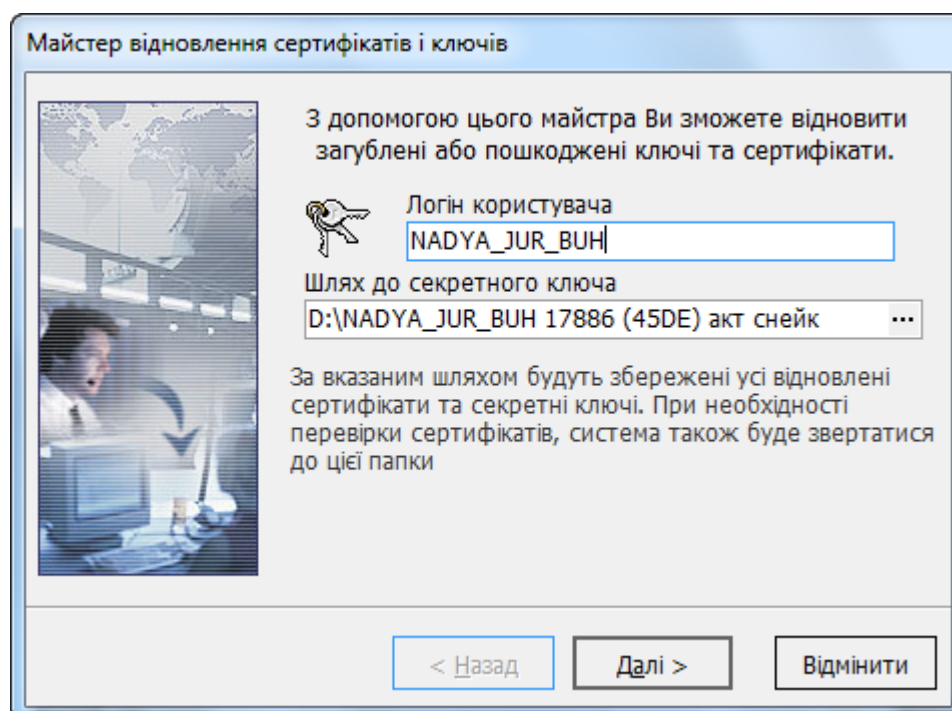 Майстер відновлення сертифікатів і ключів
З допомогою цього майстра Ви зможете відновити
загублені або пошкоджені ключі та сертифікати.
Логін користувача
NADYA_JUR_BUH
Шлях до секретного ключа
D:\NADYA_JUR_BUH 17886 (45DE) акт снейк ...
За вказаним шляхом будуть збережені усі відновлені
сертифікати та секретні ключі. При необхідності
перевірки сертифікатів, система також буде звертатися
до цієї папки
< Назад Далі > Відмінити